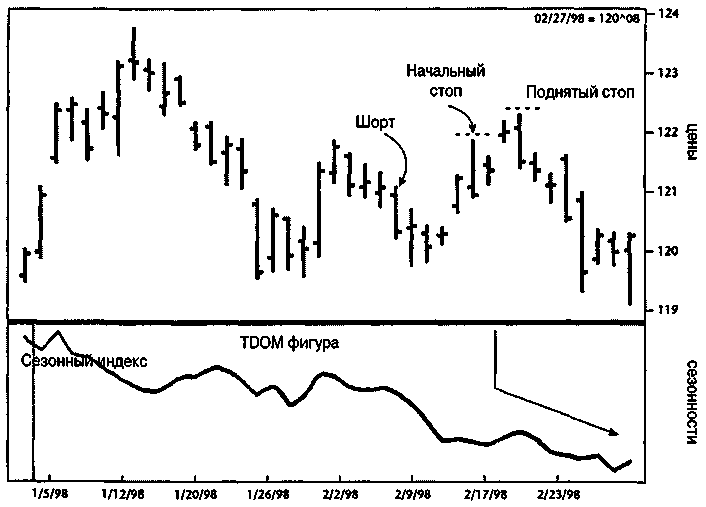 02/27/98 = 120^08
124
123
122
121
120
119
цены
Начальный
стоп
Поднятый стоп
Шорт
TDOM фигура
Сезонный индекс
сезонности
1/5/98 1/12/98 1/20/98 1/26/98 2/2/98 2/9/98 2/17/98 2/23/98